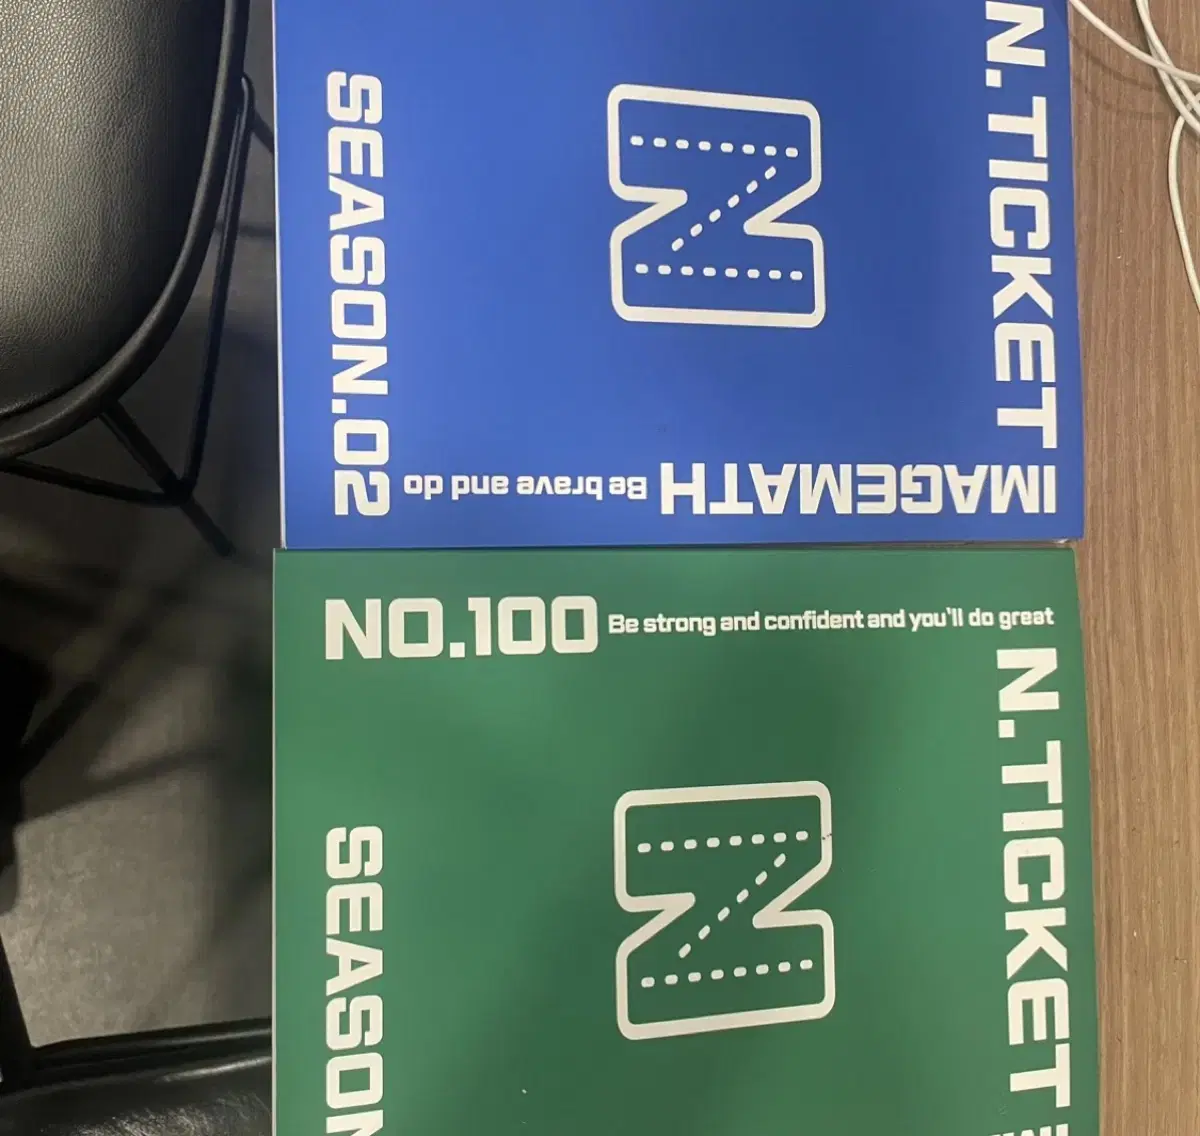 N.TICKET
SEASON.02
IMAGEMATH Be brave and do
NO.100 Be strong and confident and you'll do great
N.TICKET
SEASON